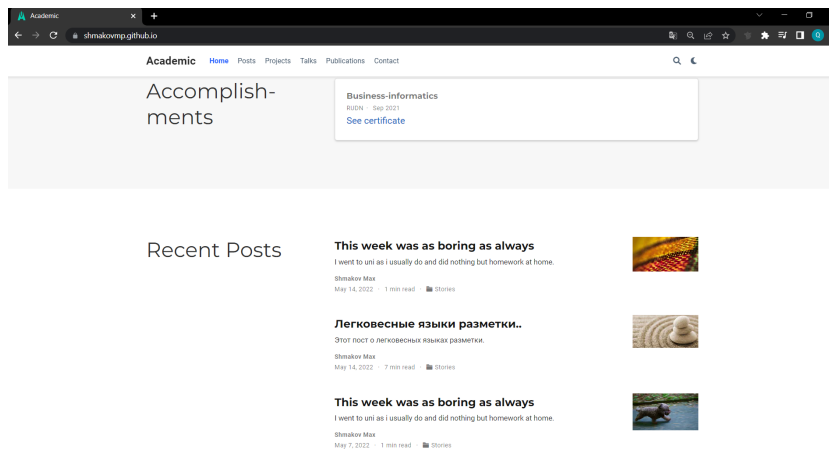 Academic
shmakovmp.github.io
Academic Home Posts Projects Talks Publications Contact
Accomplish-
ments
Business-informatics
RUDN · Sep 2021
See certificate
Recent Posts
This week was as boring as always
I went to uni as i usually do and did nothing but homework at home.
Shmakov Max
May 14, 2022 · 1 min read · Stories
Легковесные языки разметки..
Этот пост о легковесных языках разметки.
Shmakov Max
May 14, 2022 · 7 min read · Stories
This week was as boring as always
I went to uni as i usually do and did nothing but homework at home.
Shmakov Max
May 7, 2022 · 1 min read · Stories
Q